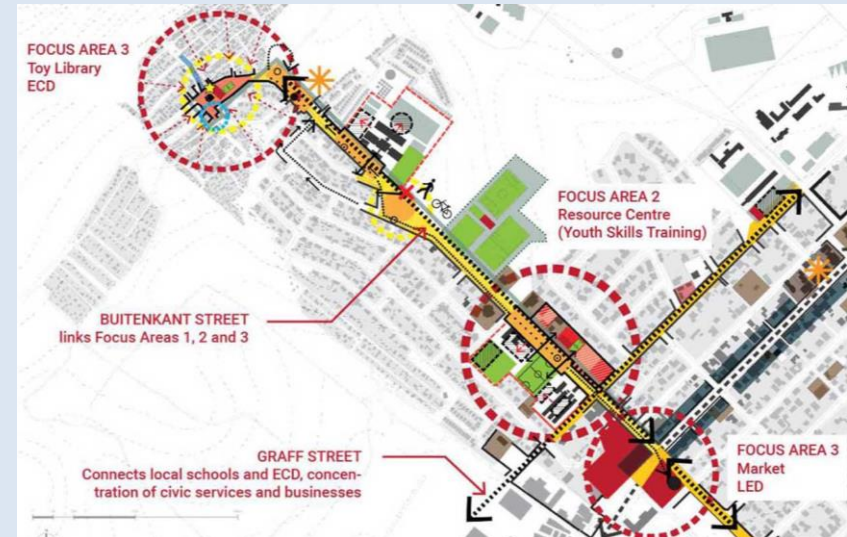 FOCUS AREA 3
Toy Library
ECD
FOCUS AREA 2
Resource Centre
(Youth Skills Training)
BUITENKANT STREET
links Focus Areas 1, 2 and 3
GRAFF STREET
Connects local schools and ECD, concen-
tration of civic services and businesses
FOCUS AREA 3
Market
LED